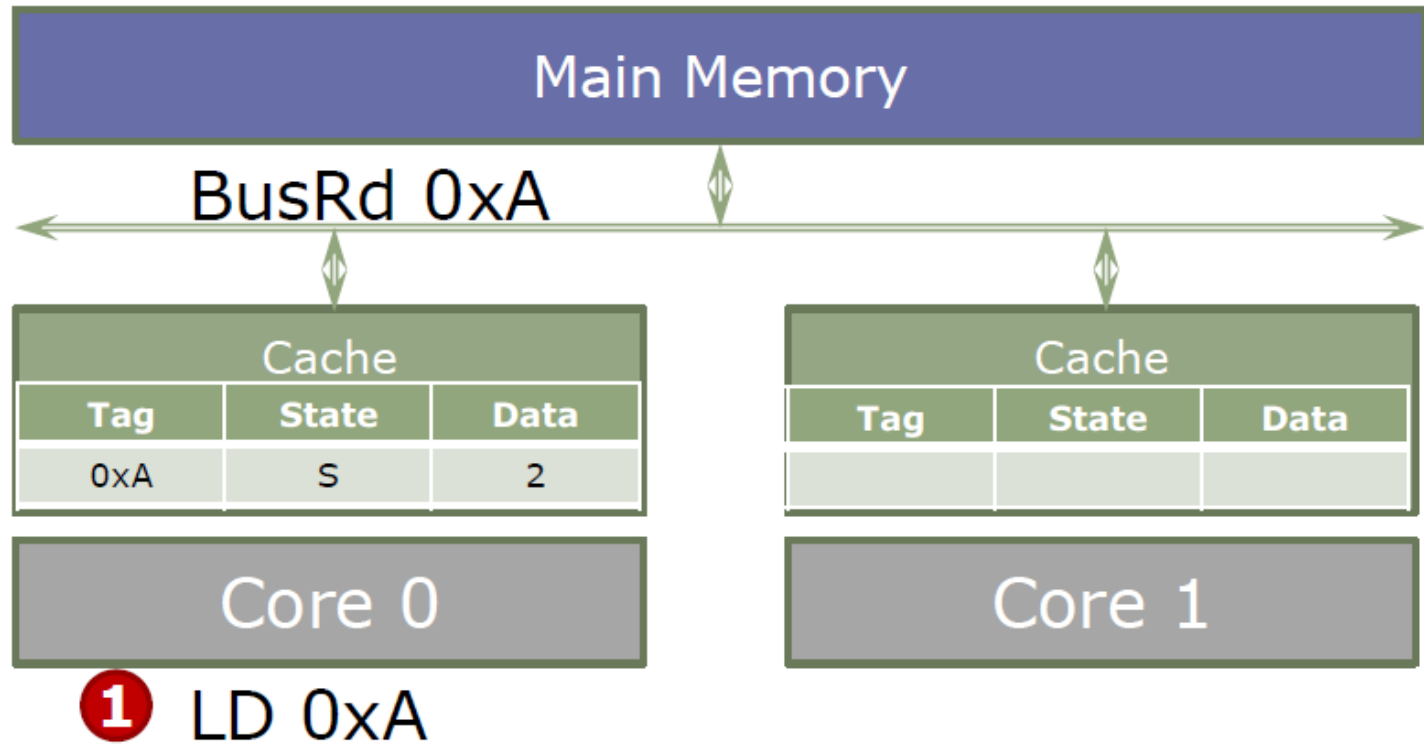 Main Memory
BusRd 0xA
Cache
Tag State Data
0xA S 2
Cache
Tag State Data
Core 0
Core 1
1 LD 0xA